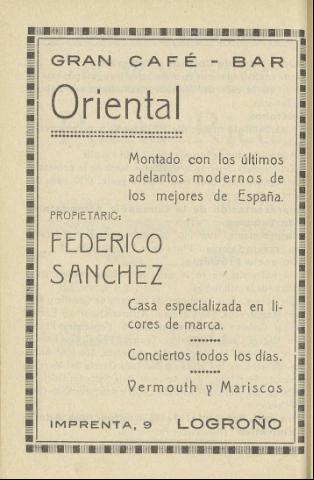 GRAN CAFÉ - BAR
Oriental
Montado con los últimos
adelantos modernos de
los mejores de España.
PROPIETARIC:
FEDERICO
SANCHEZ
Casa especializada en li-
cores de marca.
Conciertos todos los días.
Vermouth y Mariscos
IMPRENTA, 9 LOGROÑO